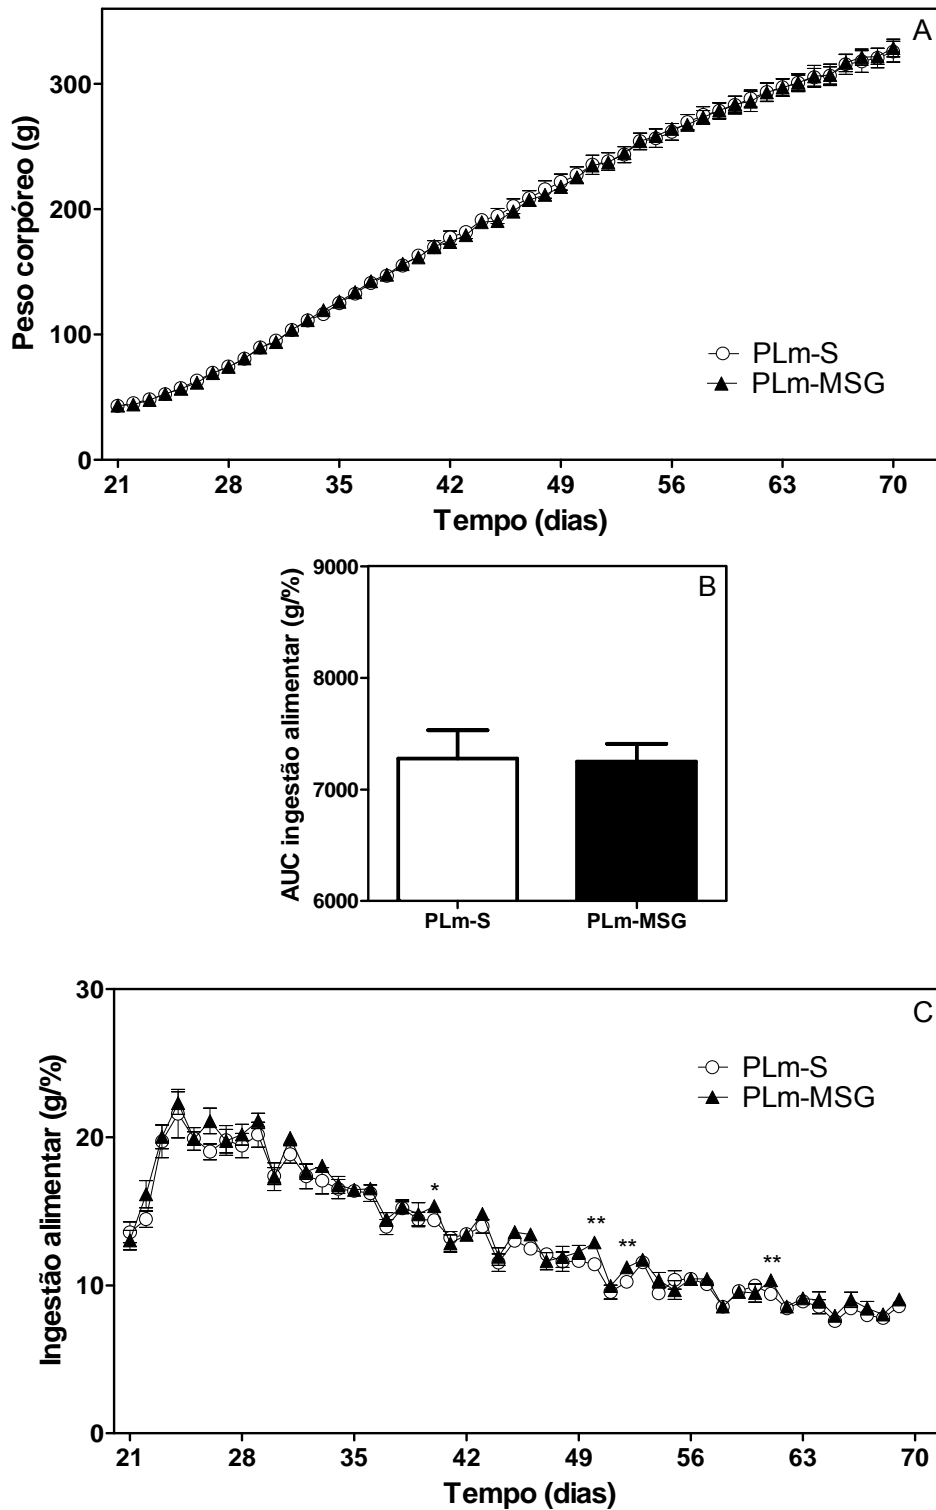 A
300
200
100
0
Peso corpóreo (g)
PLm-S
PLm-MSG
21 28 35 42 49 56 63 70
Tempo (dias)
B
9000
8000
7000
6000
AUC ingestão alimentar (g/%)
PLm-S PLm-MSG
C
30
20
10
0
Ingestão alimentar (g/%)
PLm-S
PLm-MSG
*
**
**
**
21 28 35 42 49 56 63 70
Tempo (dias)